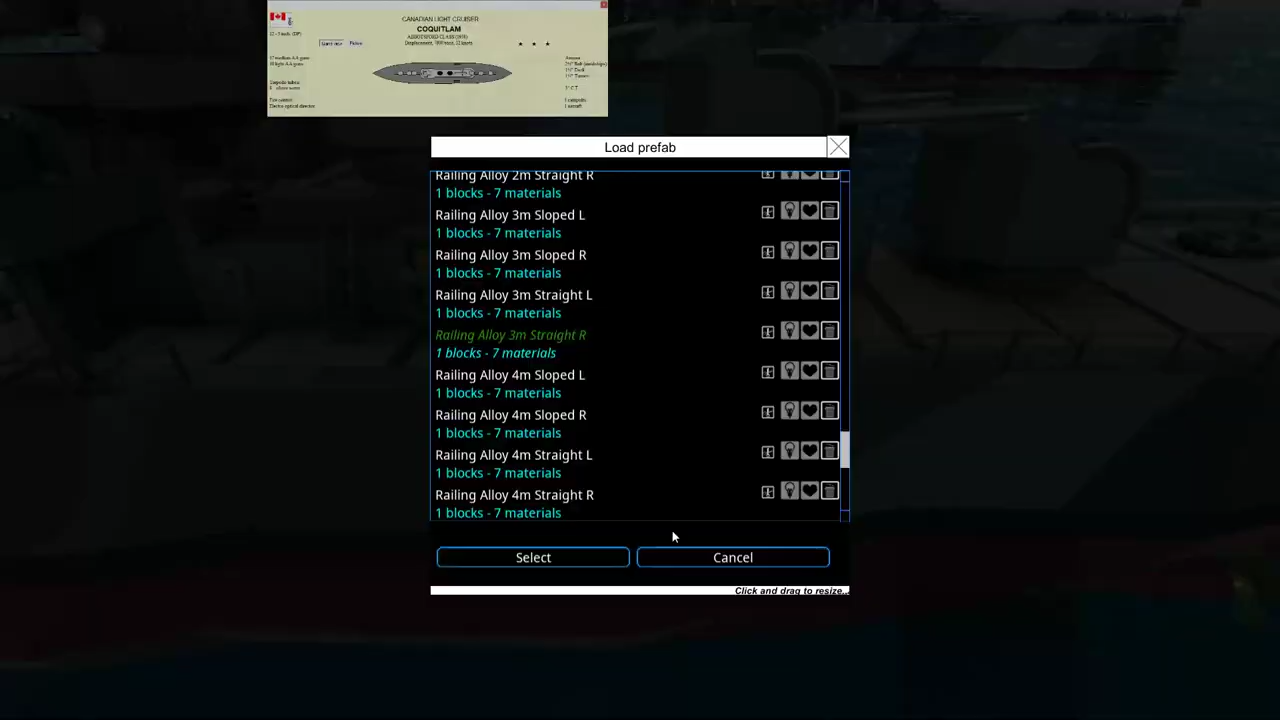 CANADIAN LIGHT CRUISER
COQUITLAM
Load prefab
Railing Alloy 2m Straight R
1 blocks - 7 materials
Railing Alloy 3m Sloped L
1 blocks - 7 materials
Railing Alloy 3m Sloped R
1 blocks - 7 materials
Railing Alloy 3m Straight L
1 blocks - 7 materials
Railing Alloy 3m Straight R
1 blocks - 7 materials
Railing Alloy 4m Sloped L
1 blocks - 7 materials
Railing Alloy 4m Sloped R
1 blocks - 7 materials
Railing Alloy 4m Straight L
1 blocks - 7 materials
Railing Alloy 4m Straight R
1 blocks - 7 materials
Select
Cancel
Click and drag to resize..